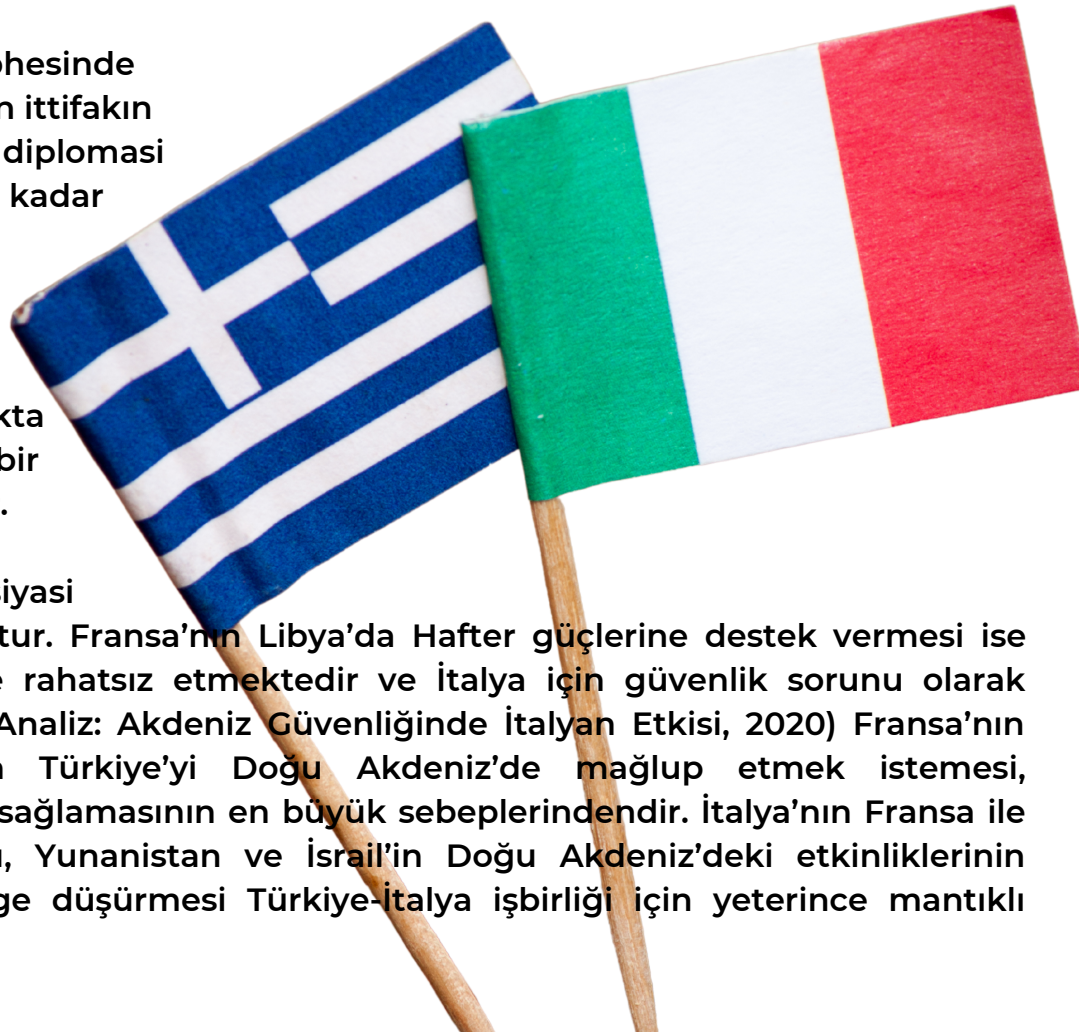 phesinde
n ittifakın
diplomasi
kadar
kta
bir
.
siyasi
tur. Fransa’nın Libya’da Hafter güçlerine destek vermesi ise
e rahatsız etmektedir ve İtalya için güvenlik sorunu olarak
Analiz: Akdeniz Güvenliğinde İtalyan Etkisi, 2020) Fransa’nın
n Türkiye’yi Doğu Akdeniz’de mağlup etmek istemesi,
sağlamasının en büyük sebeplerindendir. İtalya’nın Fransa ile
ı, Yunanistan ve İsrail’in Doğu Akdeniz’deki etkinliklerinin
ge düşürmesi Türkiye-İtalya işbirliği için yeterince mantıklı